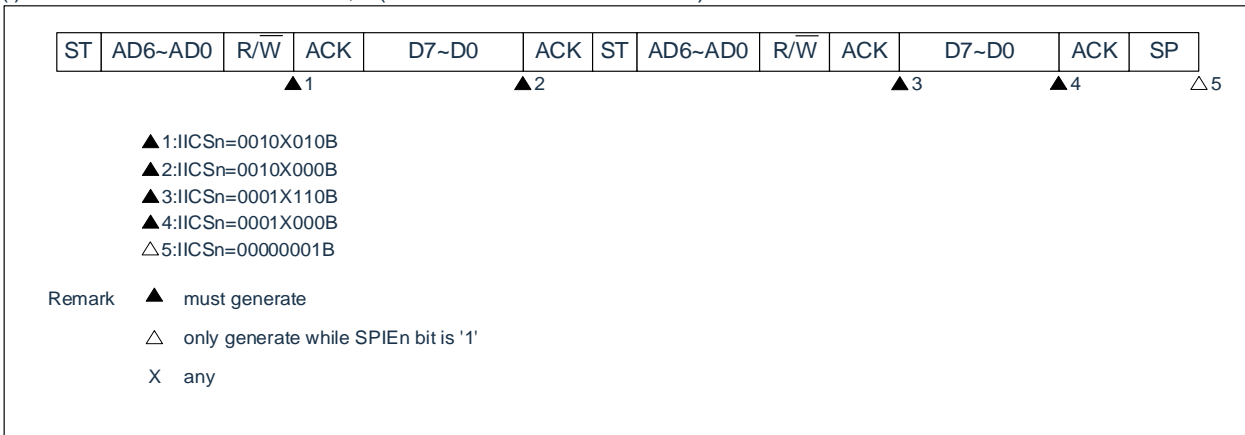 ST AD6~AD0 R/W ACK D7~D0 ACK ST AD6~AD0 R/W ACK D7~D0 ACK SP
▲1 ▲2 ▲3 ▲4 △5
▲1:IICSn=0010X010B
▲2:IICSn=0010X000B
▲3:IICSn=0001X110B
▲4:IICSn=0001X000B
△5:IICSn=00000001B
Remark ▲ must generate
△ only generate while SPIEn bit is '1'
X any